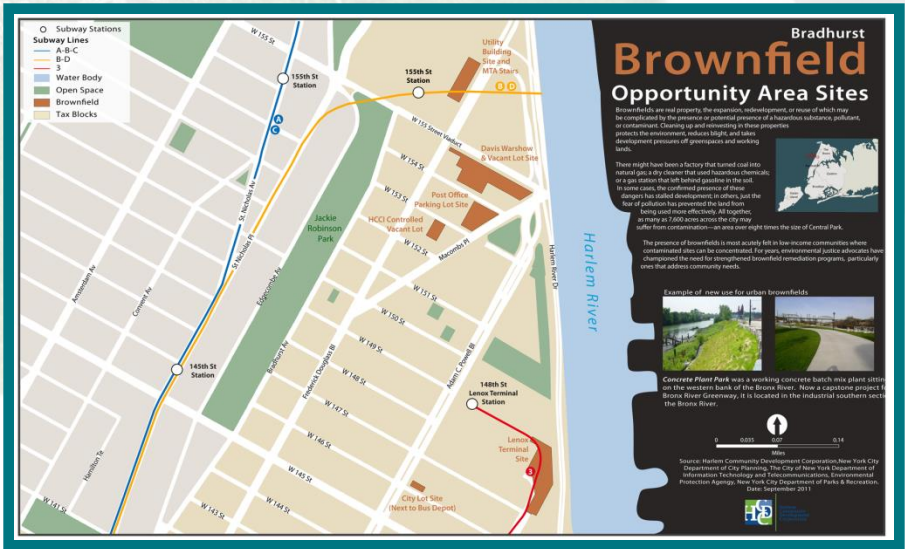 Subway Stations
Subway Lines
A-B-C
B-D
3
Water Body
Open Space
Brownfield
Tax Blocks
W 155 St
155th St
Station
A
C
155th St
Station
Utility
Building
Site and
MTA Stairs
B D
W 155 Street Viaduct
Davis Warshow
& Vacant Lot Site
W 154 St
W 153 St
Post Office
Parking Lot Site
HCCI Controlled
Vacant Lot
W 152 St
Macombs Pl
Jackie
Robinson
Park
St. Nicholas Av
St Nicholas Pl
Edgecombe Av
Amsterdam Av
Convent Av
Bradhurst Av
Frederick Douglass Bl
Adam C. Powell Bl
Harlem River Dr
Harlem River
W 151 St
W 150 St
W 149 St
W 148 St
W 147 St
W 146 St
W 145 St
W 144 St
W 143 St
W 141 St
Hamilton Te
145th St
Station
148th St
Lenox Terminal
Station
Lenox
Terminal
Site
3
City Lot Site
(Next to Bus Depot)
Bradhurst
Brownfield
Opportunity Area Sites
Brownfields are real property, the expansion, redevelopment, or reuse of which may
be complicated by the presence or potential presence of a hazardous substance, pollutant,
or contaminant. Cleaning up and reinvesting in these properties
protects the environment, reduces blight, and takes
development pressures off greenspaces and working
lands.
There might have been a factory that turned coal into
natural gas; a dry cleaner that used hazardous chemicals;
or a gas station that left behind gasoline in the soil.
In some cases, the confirmed presence of these
dangers has stalled development; in others, just the
fear of pollution has prevented the land from
being used more effectively. All together,
as many as 7,600 acres across the city may
suffer from contamination—an area over eight times the size of Central Park.
The presence of brownfields is most acutely felt in low-income communities where
contaminated sites can be concentrated. For years, environmental justice advocates have
championed the need for strengthened brownfield remediation programs, particularly
ones that address community needs.
Example of new use for urban brownfields
Concrete Plant Park was a working concrete batch mix plant sittin
on the western bank of the Bronx River. Now a capstone project f
Bronx River Greenway, it is located in the industrial southern secti
the Bronx River.
0 0.035 0.07 0.14
Miles
Source: Harlem Community Development Corporation,New York City
Department of City Planning, The City of New York Department of
Information Technology and Telecommunications, Environmental
Protection Agengy, New York City Department of Parks & Recreation.
Date: September 2011
HCDC